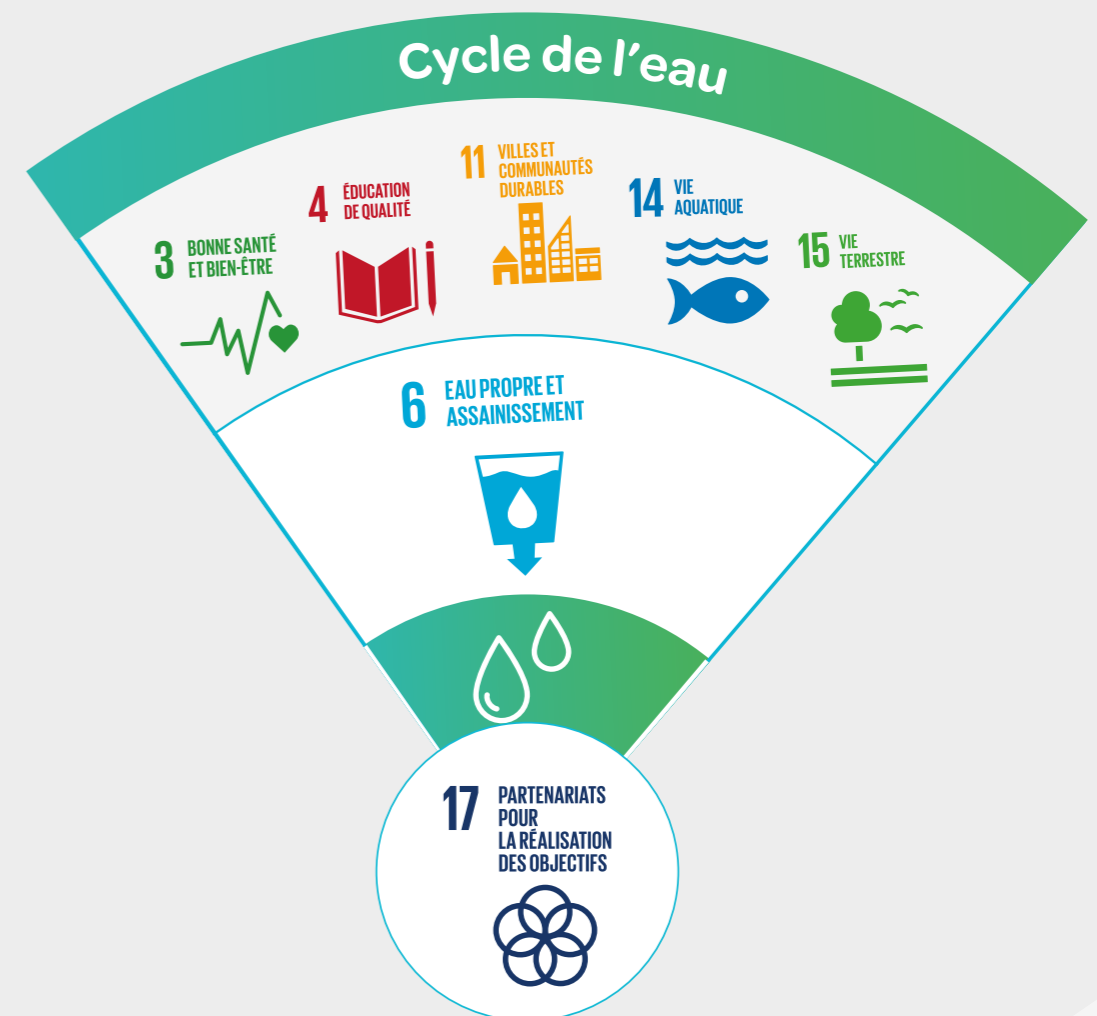 Cycle de l'eau
3 BONNE SANTÉ
ET BIEN-ÊTRE
4 ÉDUCATION
DE QUALITÉ
11 VILLES ET
COMMUNAUTÉS
DURABLES
14 VIE
AQUATIQUE
15 VIE
TERRESTRE
6 EAU PROPRE ET
ASSAINISSEMENT
17 PARTENARIATS
POUR
LA RÉALISATION
DES OBJECTIFS